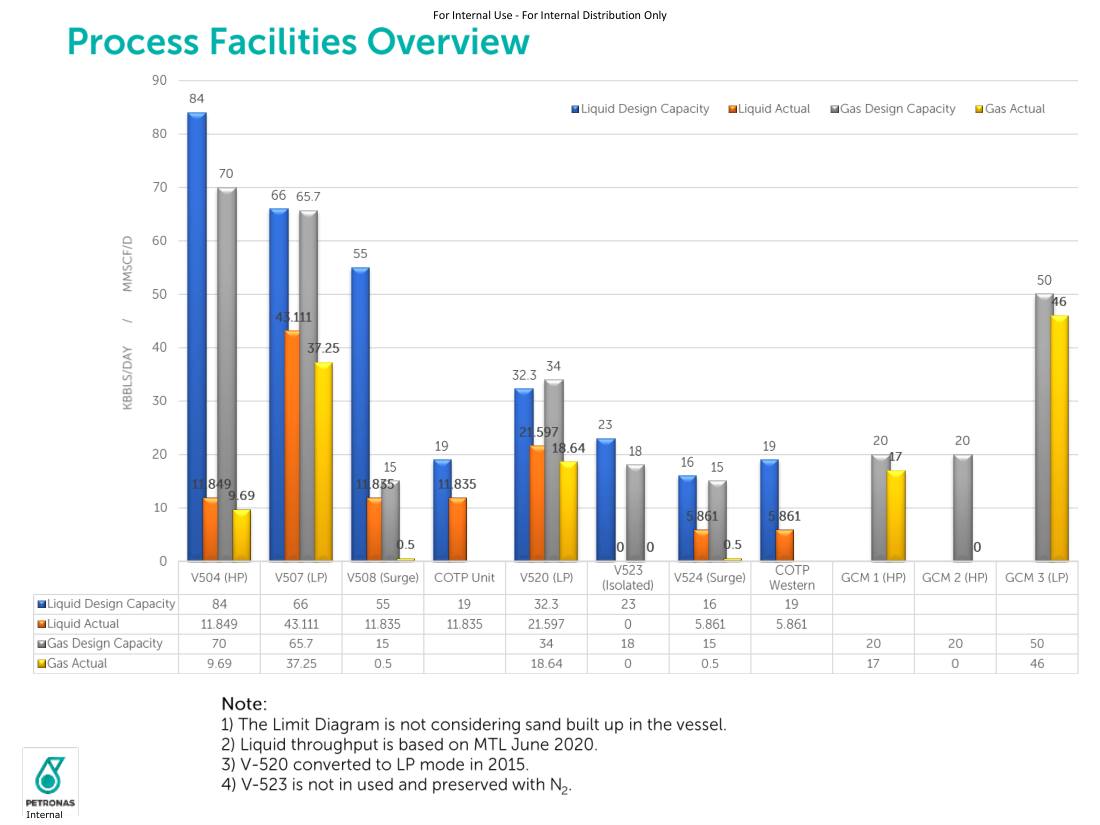 For Internal Use - For Internal Distribution Only
Process Facilities Overview
Liquid Design Capacity Liquid Actual Gas Design Capacity Gas Actual
KBBLS/DAY / MMSCF/D
90
80
70
60
50
40
30
20
10
0
84
11.849
70
9.69
66
43.111
65.7
37.25
55
11.835
15
0.5
19
11.835
32.3
21.597
34
18.64
23
0
18
0
16
5.861
15
0.5
19
5.861
20
17
20
0
50
46
V504 (HP) V507 (LP) V508 (Surge) COTP Unit V520 (LP) V523 (Isolated) V524 (Surge) COTP Western GCM 1 (HP) GCM 2 (HP) GCM 3 (LP)
Liquid Design Capacity 84 66 55 19 32.3 23 16 19
Liquid Actual 11.849 43.111 11.835 11.835 21.597 0 5.861 5.861
Gas Design Capacity 70 65.7 15 34 18 15 20 20 50
Gas Actual 9.69 37.25 0.5 18.64 0 0.5 17 0 46
Note:
1) The Limit Diagram is not considering sand built up in the vessel.
2) Liquid throughput is based on MTL June 2020.
3) V-520 converted to LP mode in 2015.
4) V-523 is not in used and preserved with N2.
PETRONAS
Internal